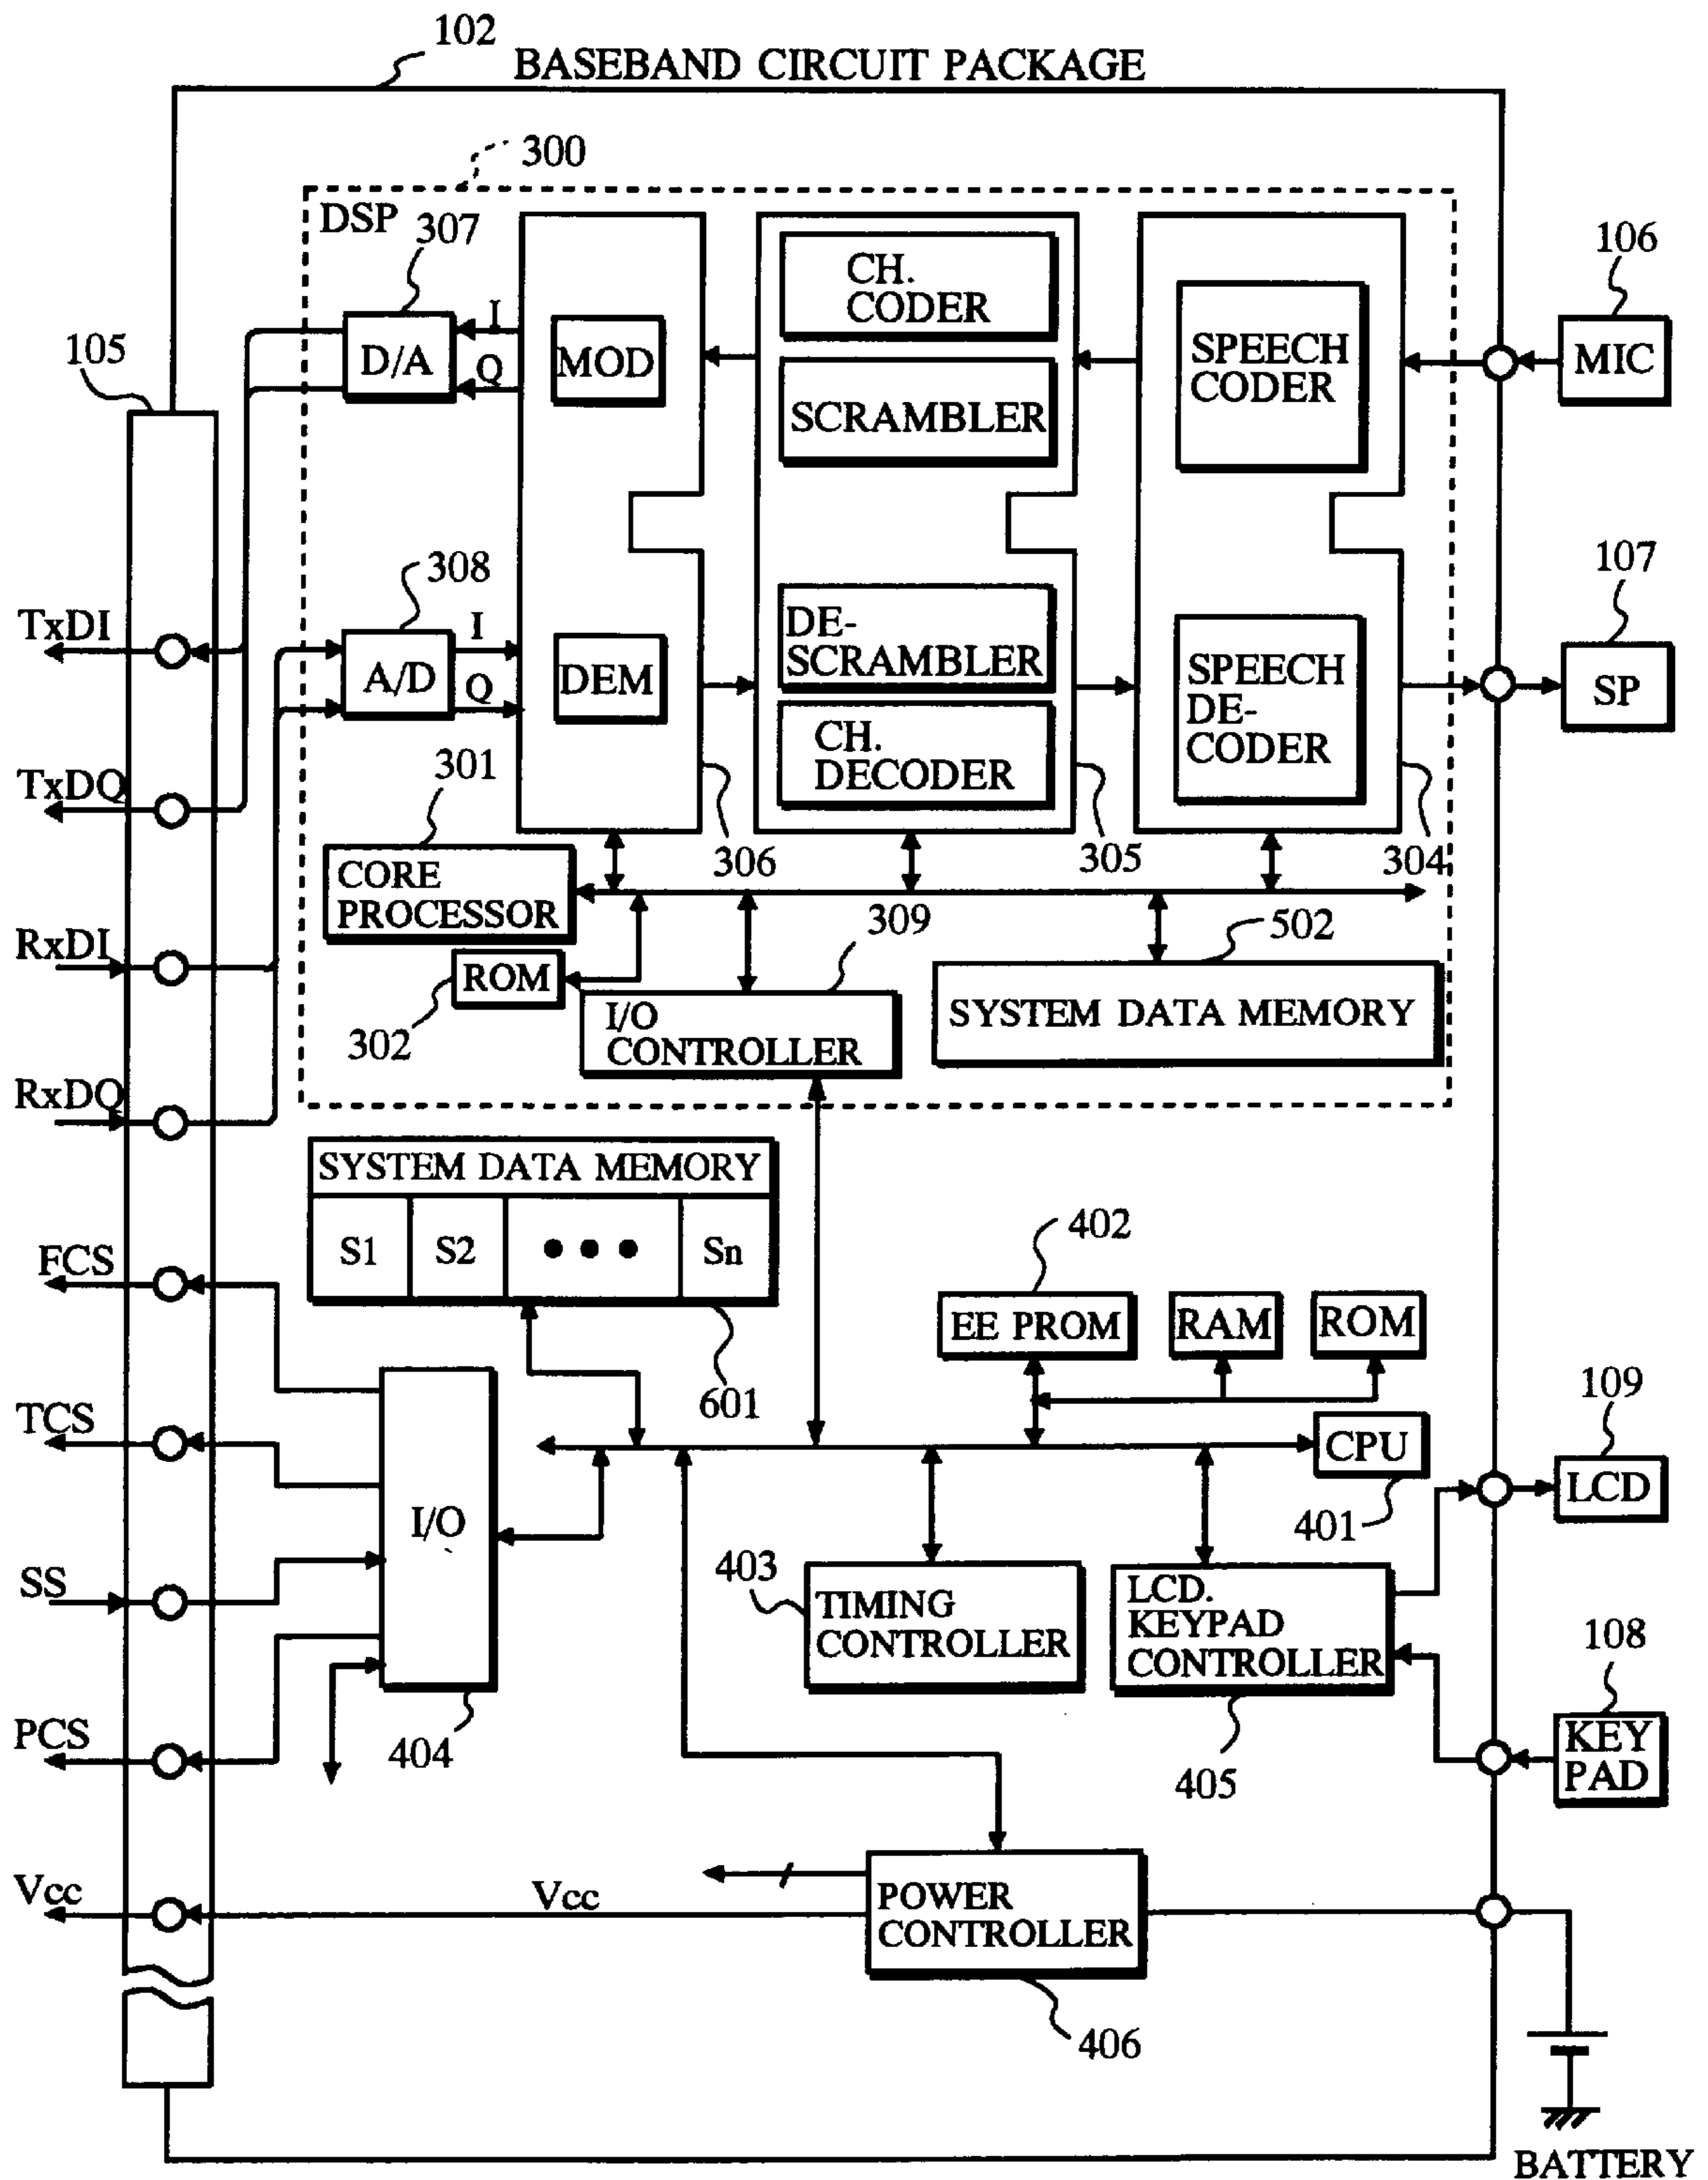 102
BASEBAND CIRCUIT PACKAGE
300
DSP
307
I
Q
D/A
MOD
CH.
CODER
SCRAMBLER
SPEECH
CODER
106
MIC
105
308
I
Q
A/D
DEM
DE-
SCRAMBLER
CH.
DECODER
SPEECH
DE-
CODER
107
SP
TxDI
TxDQ
RxDI
RxDQ
301
CORE
PROCESSOR
306
305
304
309
502
ROM
302
I/O
CONTROLLER
SYSTEM DATA MEMORY
SYSTEM DATA MEMORY
S1
S2
• • •
Sn
601
402
EE PROM
RAM
ROM
FCS
TCS
SS
PCS
I/O
404
CPU
401
109
LCD
403
TIMING
CONTROLLER
LCD.
KEYPAD
CONTROLLER
405
108
KEY
PAD
Vcc
Vcc
POWER
CONTROLLER
406
BATTERY